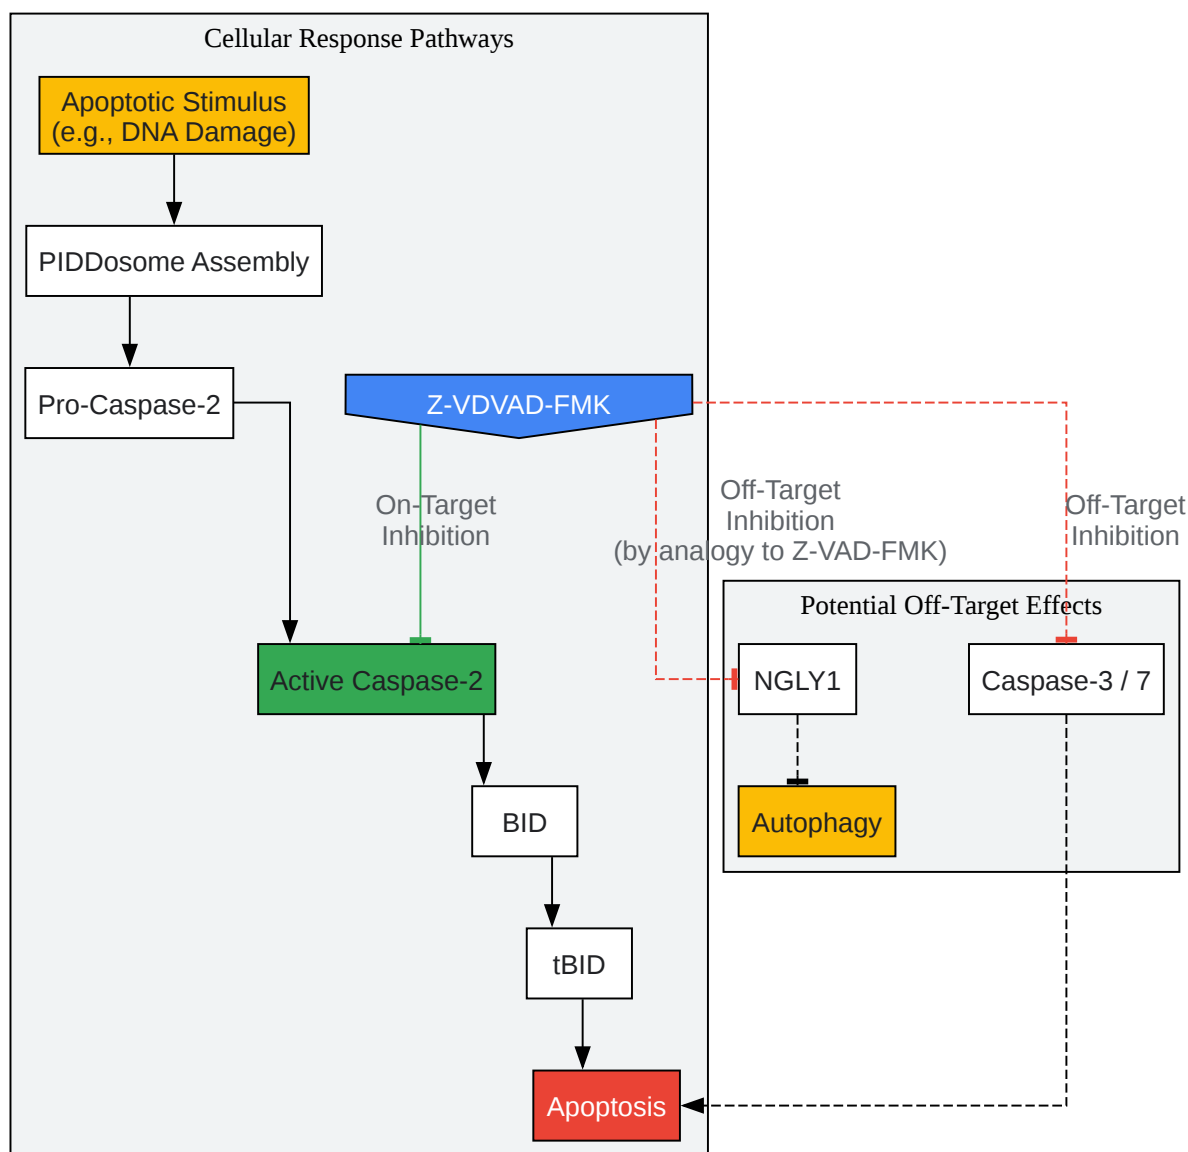 Cellular Response Pathways
Apoptotic Stimulus
(e.g., DNA Damage)
PIDDosome Assembly
Pro-Caspase-2
Z-VDVAD-FMK
On-Target
Inhibition
Off-Target
Inhibition
(by analogy to Z-VAD-FMK)
Off-Target
Inhibition
Potential Off-Target Effects
Active Caspase-2
NGLY1
Caspase-3 / 7
BID
Autophagy
tBID
Apoptosis